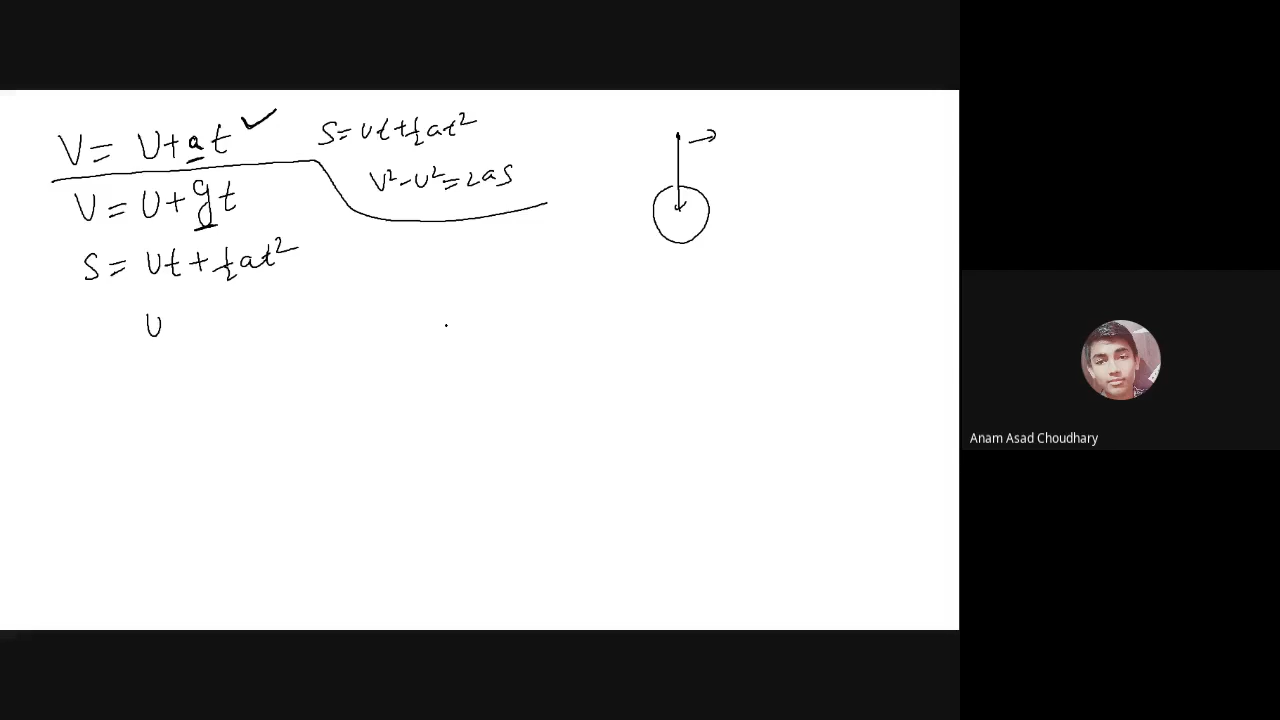 V = U + at ✓
S = Ut + ½at²
V² - U² = 2as
V = U + gt
S = Ut + ½at²
U
Anam Asad Choudhary